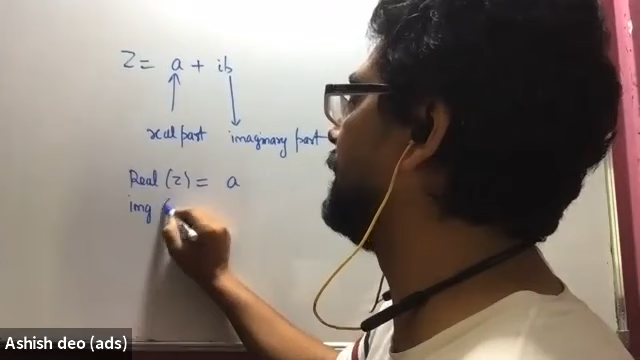 Z = a + ib
real part imaginary part
Real (z) = a
img (
Ashish deo (ads)